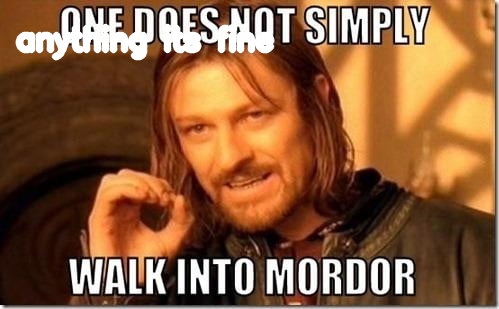 ONE DOES NOT SIMPLY
anything its fine
WALK INTO MORDOR